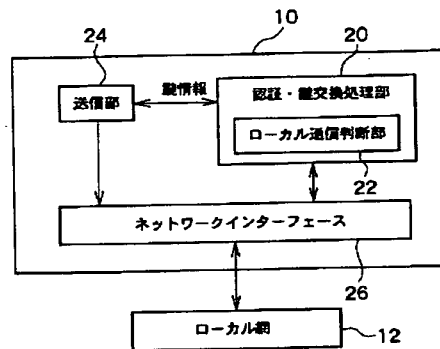 10
24
20
送信部
鍵情報
認証・鍵交換処理部
ローカル通信判断部
22
ネットワークインターフェース
26
ローカル網
12